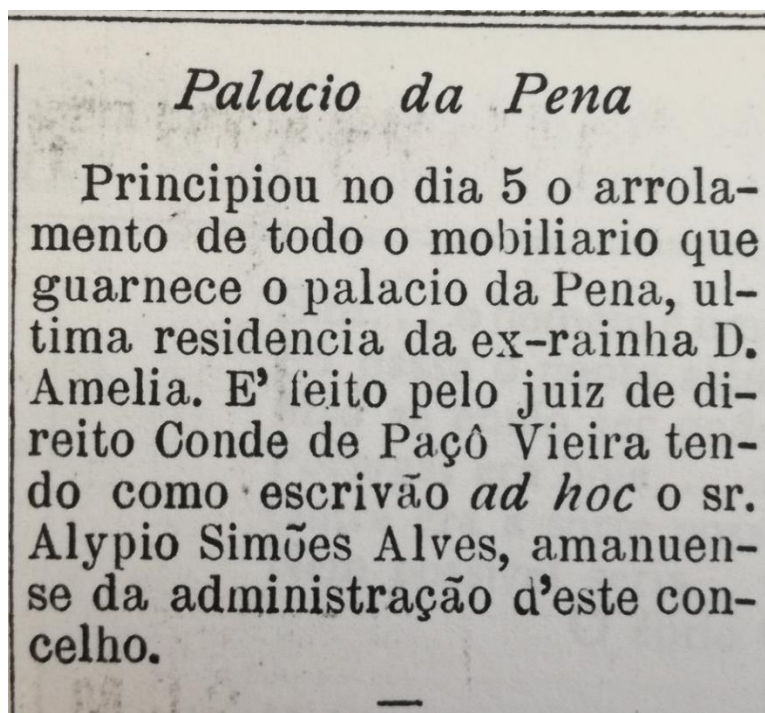 Palacio da Pena
Principiou no dia 5 o arrola-
mento de todo o mobiliario que
guarnece o palacio da Pena, ul-
tima residencia da ex-rainha D.
Amelia. E' feito pelo juiz de di-
reito Conde de Paçô Vieira ten-
do como escrivão ad hoc o sr.
Alypio Simões Alves, amanuen-
se da administração d'este con-
celho.